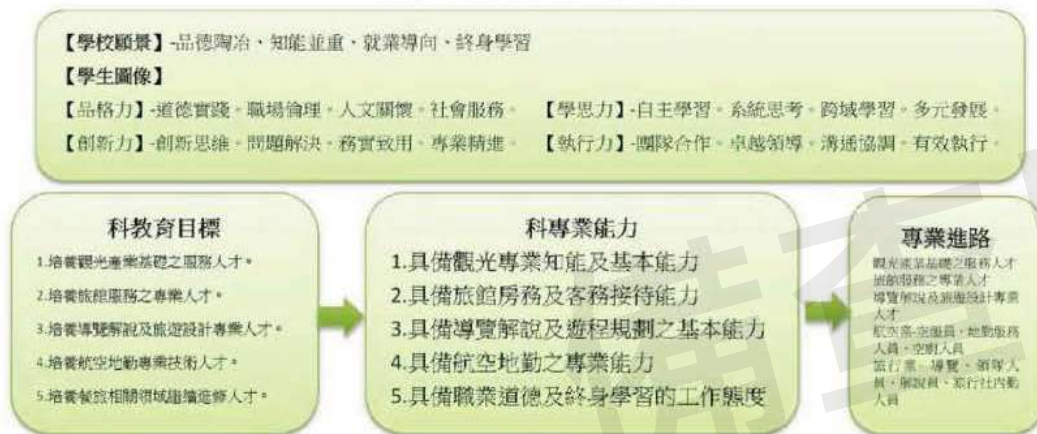 【學校願景】-品德陶冶、知能並重、就業導向、終身學習
【學生圖像】
【品格力】-道德實踐。職場倫理。人文關懷。社會服務。 【學思力】-自主學習。系統思考。跨域學習。多元發展。
【創新力】-創新思維。問題解決。務實致用。專業精進。 【執行力】-團隊合作。卓越領導。溝通協調。有效執行。
科教育目標
1.培養觀光產業基礎之服務人才。
2.培養旅館服務之專業人才。
3.培養導覽解說及旅遊設計專業人才。
4.培養航空地勤專業技術人才。
5.培養餐旅相關領域繼續進修人才。
科專業能力
1.具備觀光專業知能及基本能力
2.具備旅館房務及客務接待能力
3.具備導覽解說及遊程規劃之基本能力
4.具備航空地勤之專業能力
5.具備職業道德及終身學習的工作態度
專業進路
觀光產業基礎之服務人才
旅館服務之專業人才
導覽解說及旅遊設計專業
人才
航空業-空服員、地勤服務
人員、空廚人員
旅行業-導覽、領隊人
員、解說員、旅行社內勤
人員